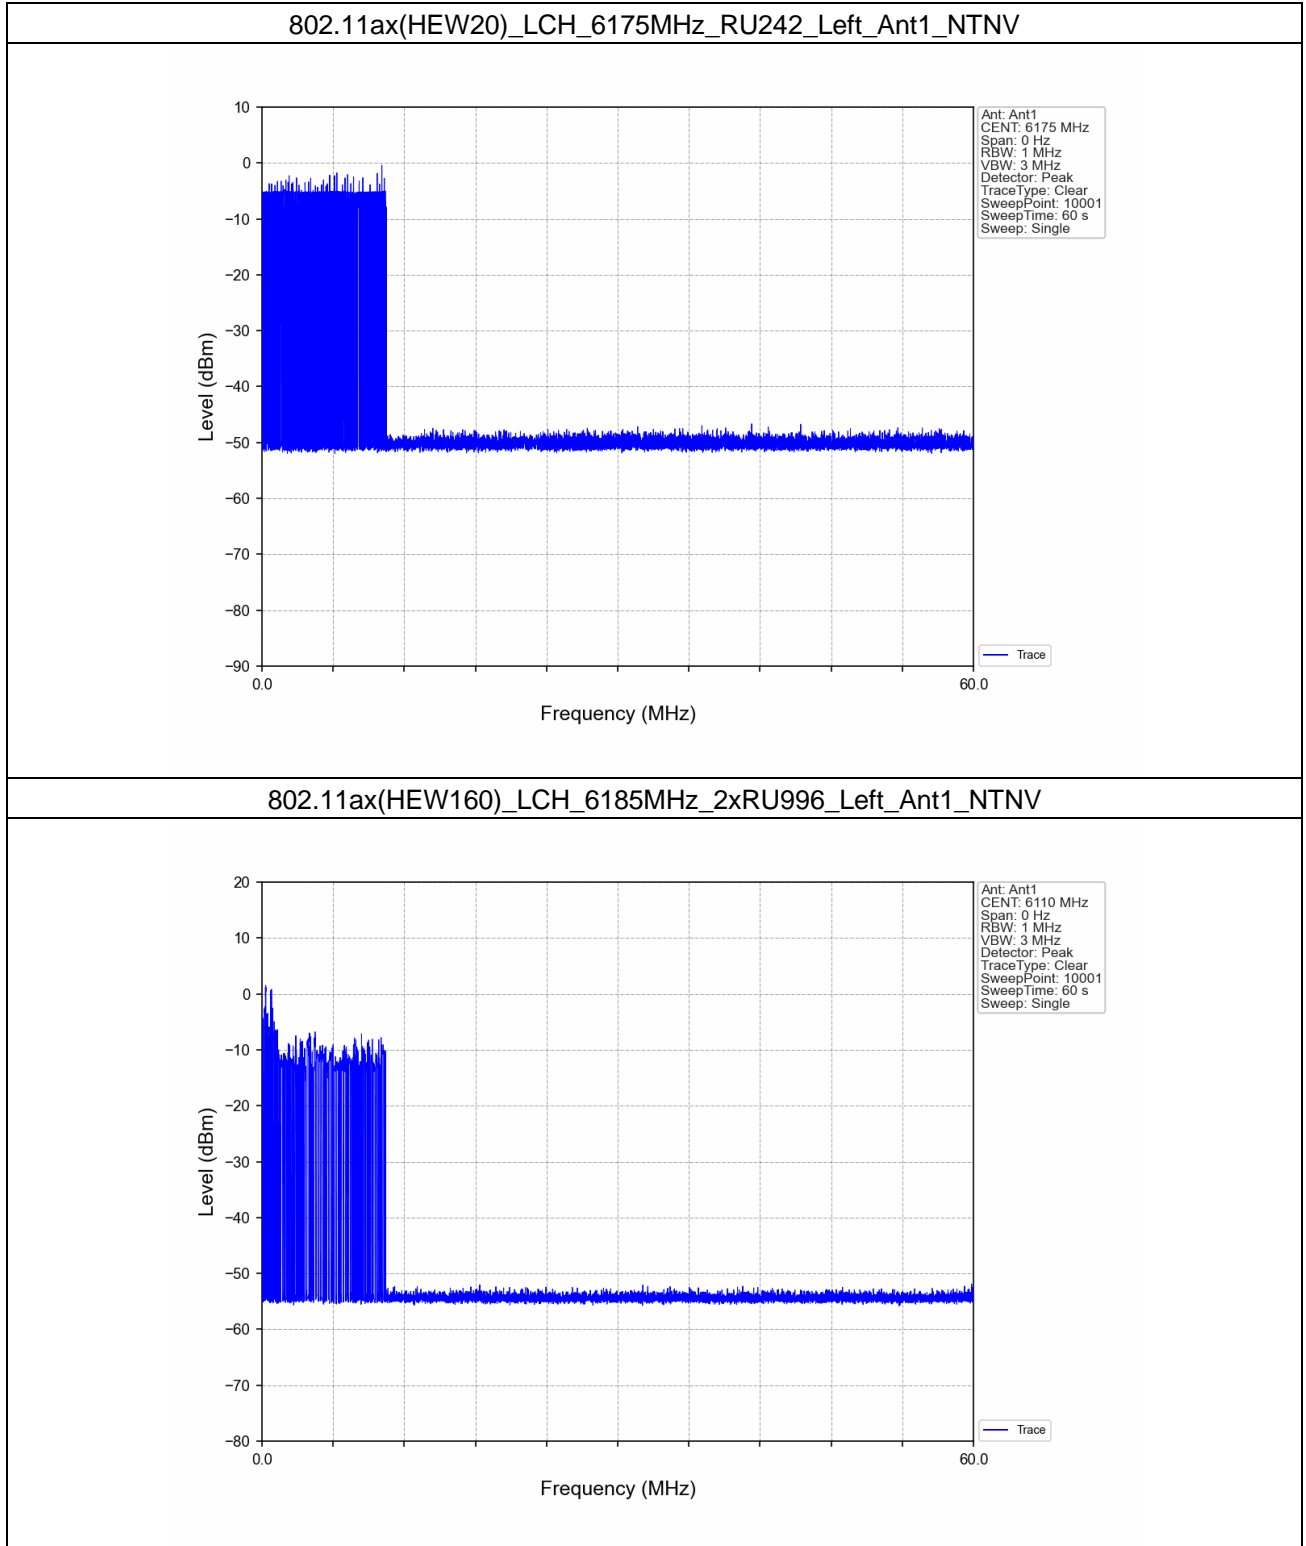 802.11ax(HEW20)_LCH_6175MHz_RU242_Left_Ant1_NTNV
10
0
−10
−20
−30
−40
−50
−60
−70
−80
−90
Level (dBm)
0.0
60.0
Frequency (MHz)
Ant: Ant1
CENT: 6175 MHz
Span: 0 Hz
RBW: 1 MHz
VBW: 3 MHz
Detector: Peak
TraceType: Clear
SweepPoint: 10001
SweepTime: 60 s
Sweep: Single
Trace
802.11ax(HEW160)_LCH_6185MHz_2xRU996_Left_Ant1_NTNV
20
10
0
−10
−20
−30
−40
−50
−60
−70
−80
Level (dBm)
0.0
60.0
Frequency (MHz)
Ant: Ant1
CENT: 6110 MHz
Span: 0 Hz
RBW: 1 MHz
VBW: 3 MHz
Detector: Peak
TraceType: Clear
SweepPoint: 10001
SweepTime: 60 s
Sweep: Single
Trace